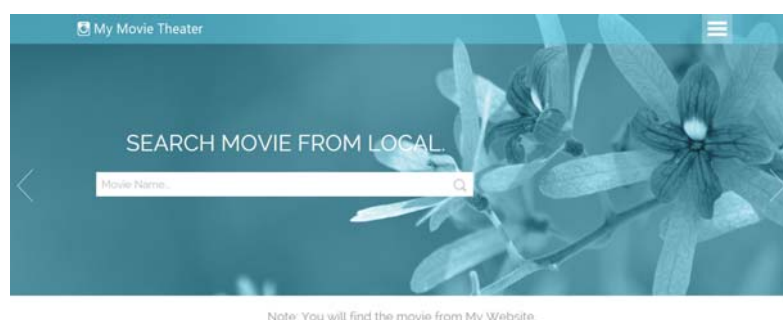 My Movie Theater
SEARCH MOVIE FROM LOCAL.
Movie Name...
Note: You will find the movie from My Website.